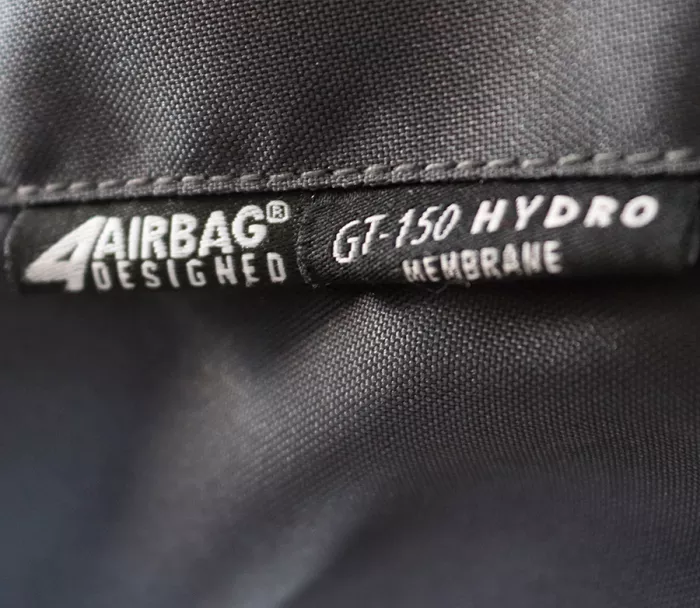 4AIRBAG®
DESIGNED
GT-150 HYDRO
MEMBRANE